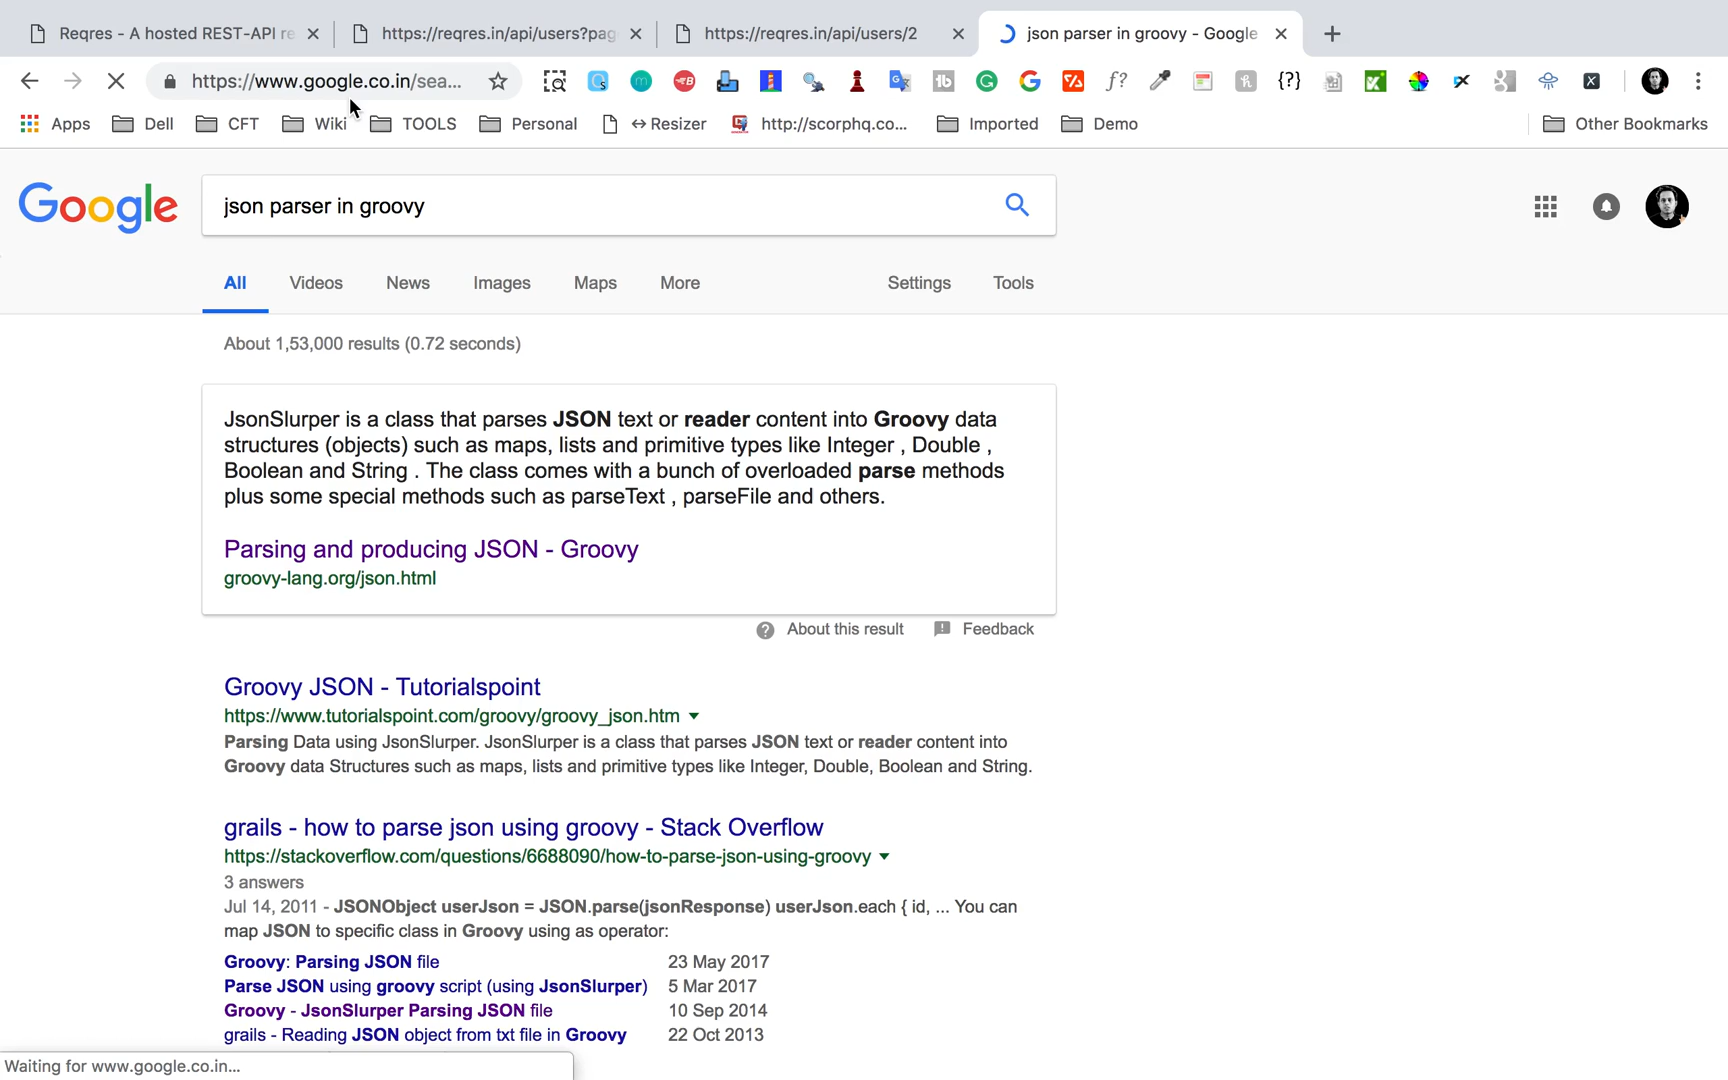 Reqres - A hosted REST-API re
https://reqres.in/api/users?pag
https://reqres.in/api/users/2
json parser in groovy - Google
https://www.google.co.in/sea...
Apps
Dell
CFT
Wiki
TOOLS
Personal
↔ Resizer
http://scorphq.co...
Imported
Demo
Other Bookmarks
Google
json parser in groovy
All
Videos
News
Images
Maps
More
Settings
Tools
About 1,53,000 results (0.72 seconds)
JsonSlurper is a class that parses JSON text or reader content into Groovy data
structures (objects) such as maps, lists and primitive types like Integer , Double ,
Boolean and String . The class comes with a bunch of overloaded parse methods
plus some special methods such as parseText , parseFile and others.
Parsing and producing JSON - Groovy
groovy-lang.org/json.html
About this result
Feedback
Groovy JSON - Tutorialspoint
https://www.tutorialspoint.com/groovy/groovy_json.htm
Parsing Data using JsonSlurper. JsonSlurper is a class that parses JSON text or reader content into
Groovy data Structures such as maps, lists and primitive types like Integer, Double, Boolean and String.
grails - how to parse json using groovy - Stack Overflow
https://stackoverflow.com/questions/6688090/how-to-parse-json-using-groovy
3 answers
Jul 14, 2011 - JSONObject userJson = JSON.parse(jsonResponse) userJson.each { id, ... You can
map JSON to specific class in Groovy using as operator:
Groovy: Parsing JSON file 23 May 2017
Parse JSON using groovy script (using JsonSlurper) 5 Mar 2017
Groovy - JsonSlurper Parsing JSON file 10 Sep 2014
grails - Reading JSON object from txt file in Groovy 22 Oct 2013
Waiting for www.google.co.in...